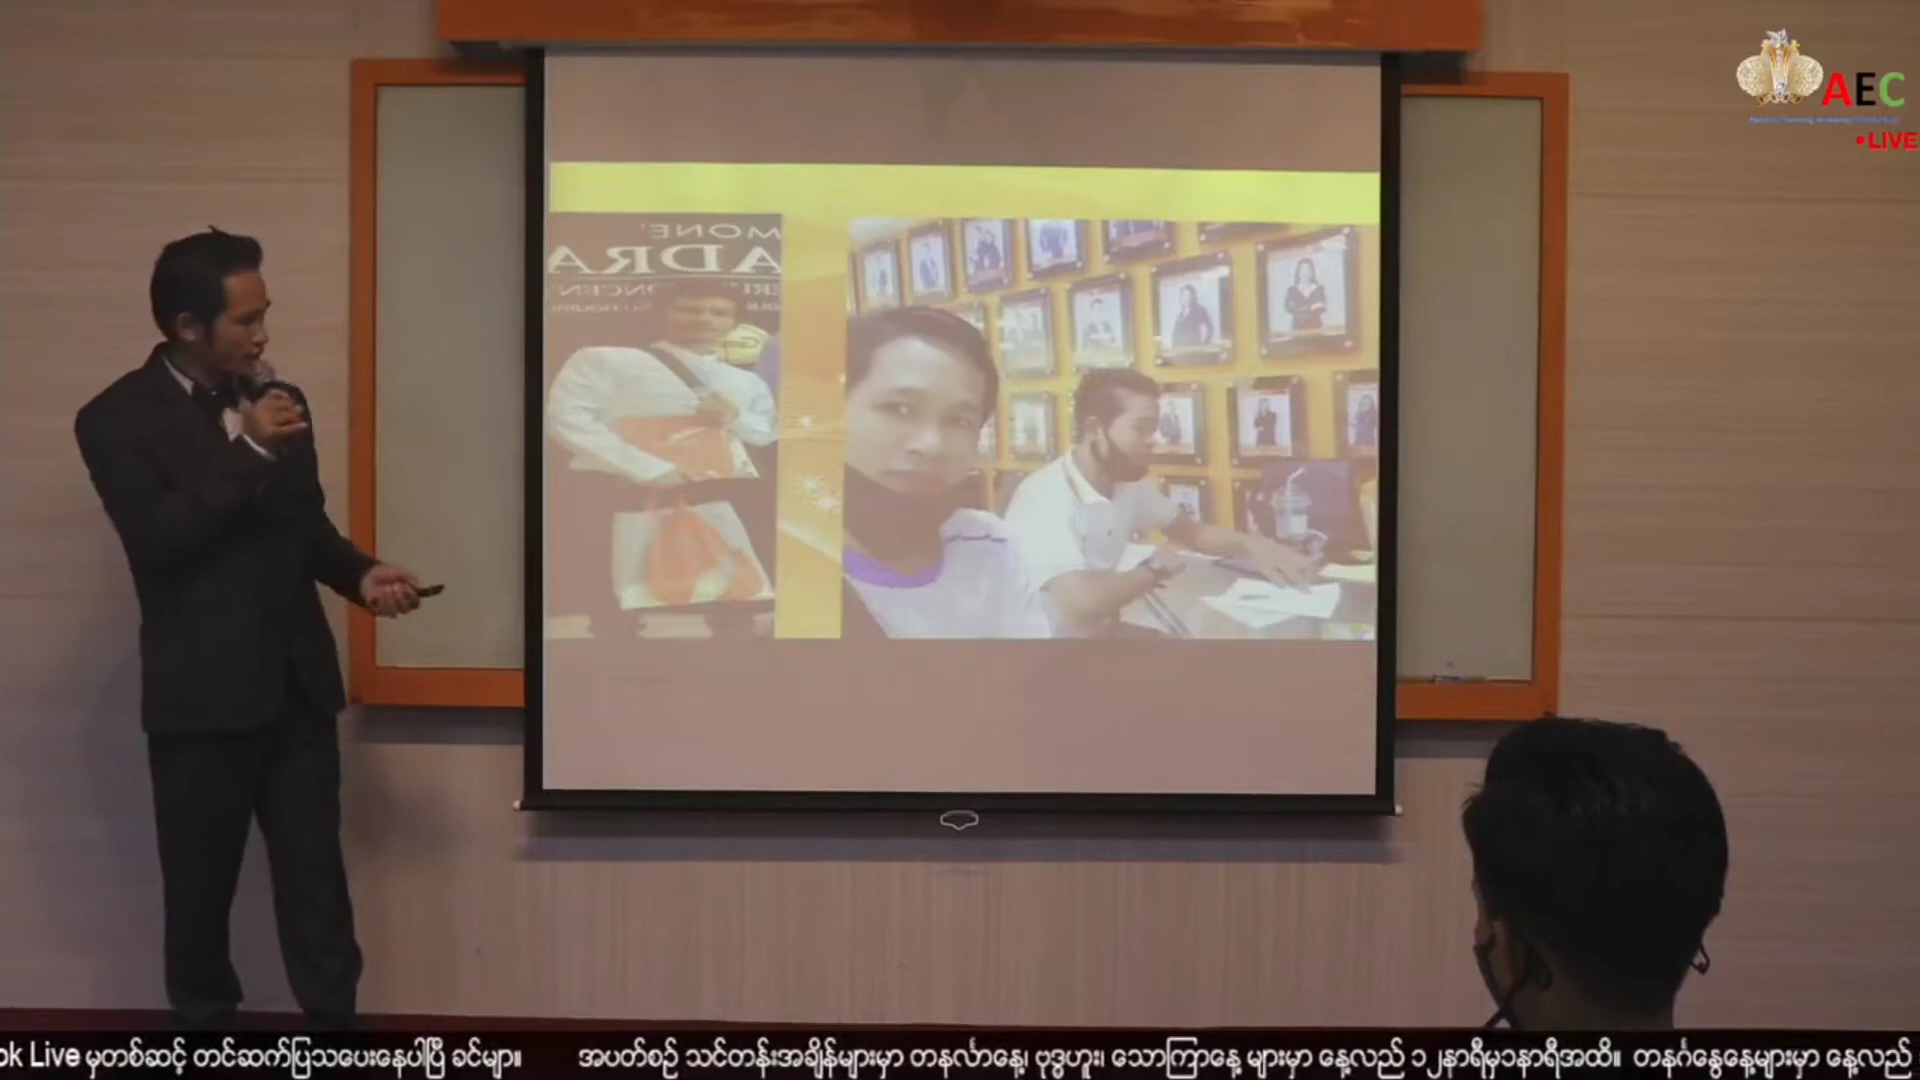 AEC
•LIVE
MONE'
ADRA
ok Live မှတစ်ဆင့် တင်ဆက်ပြသပေးနေပါပြီ ခင်မျာ။ အပတ်စဉ် သင်တန်းအချိန်များမှာ တနင်္လာနေ့၊ ဗုဒ္ဓဟူး၊ သောကြာနေ့ များမှာ နေ့လည် ၁၂နာရီမှ၁နာရီအထိ။ တနင်္ဂနွေနေ့များမှာ နေ့လည်